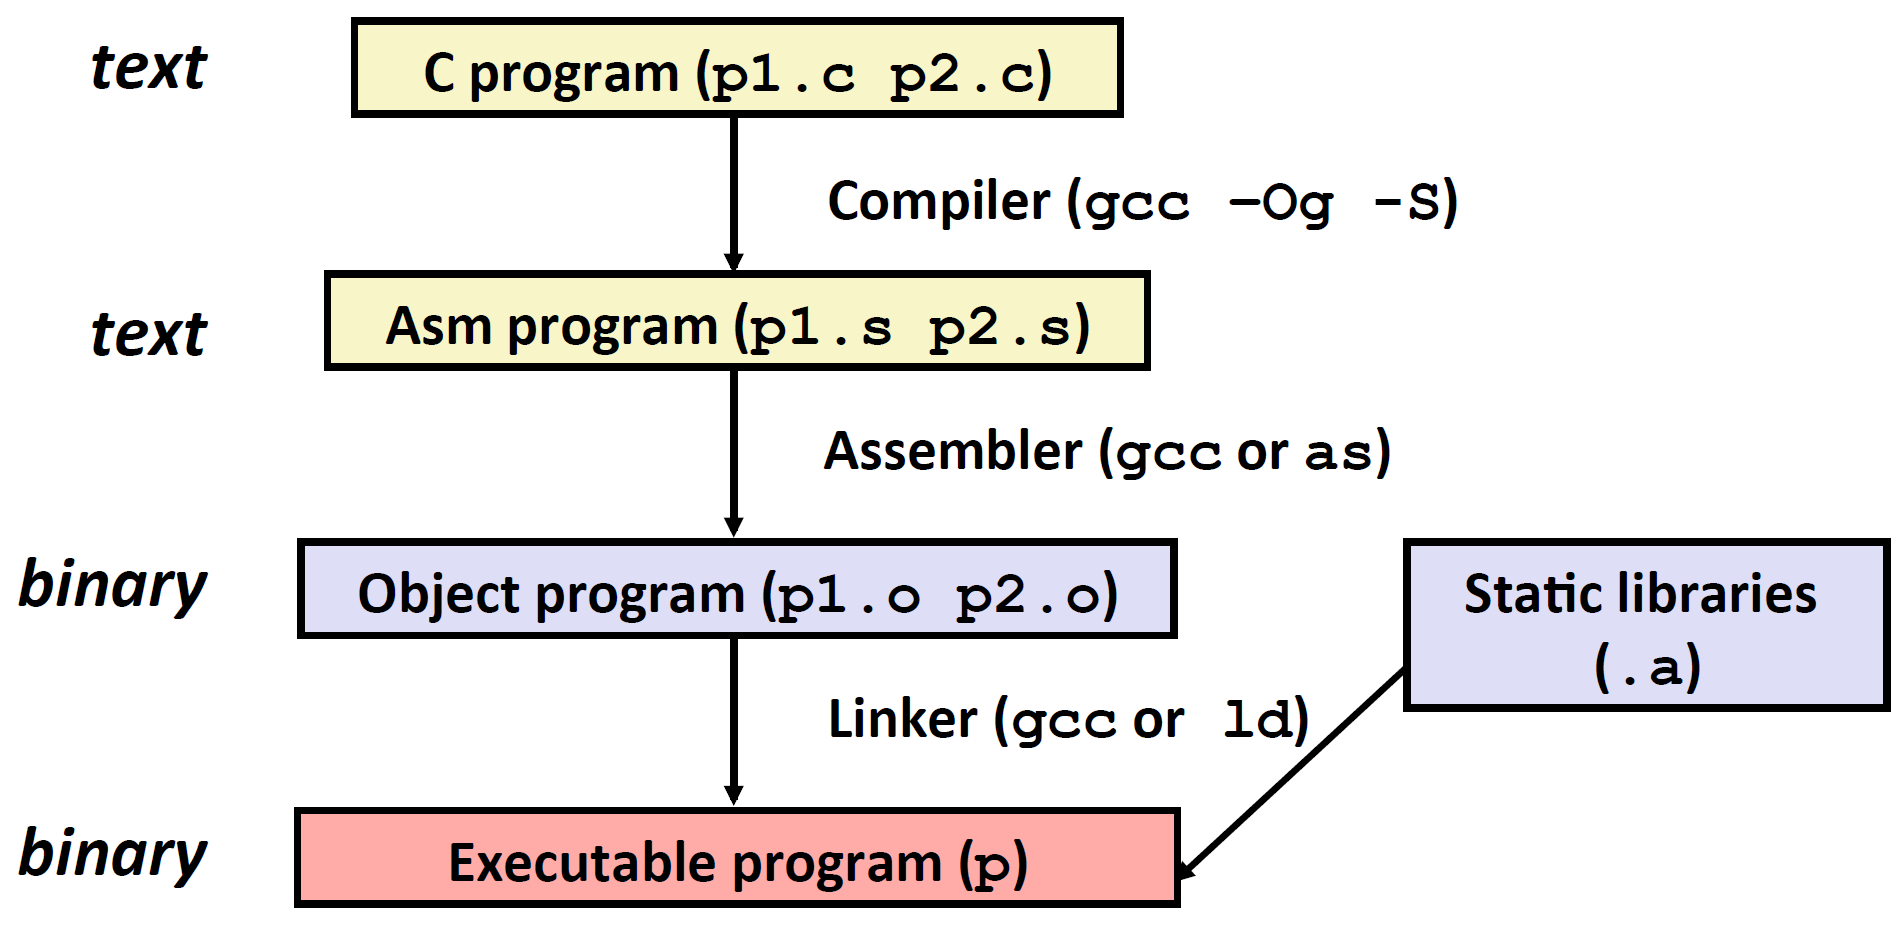 text
C program (p1.c p2.c)
Compiler (gcc –Og -S)
text
Asm program (p1.s p2.s)
Assembler (gcc or as)
binary
Object program (p1.o p2.o)
Static libraries
(.a)
Linker (gcc or ld)
binary
Executable program (p)